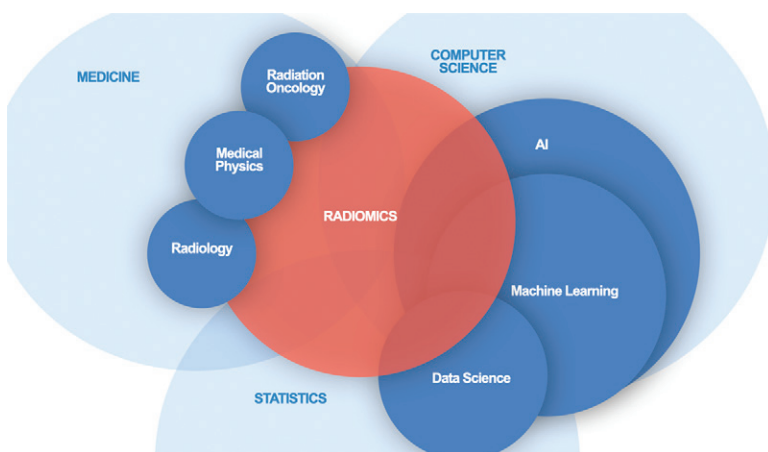 MEDICINE
COMPUTER
SCIENCE
Radiation
Oncology
AI
Medical
Physics
RADIOMICS
Radiology
Machine Learning
Data Science
STATISTICS